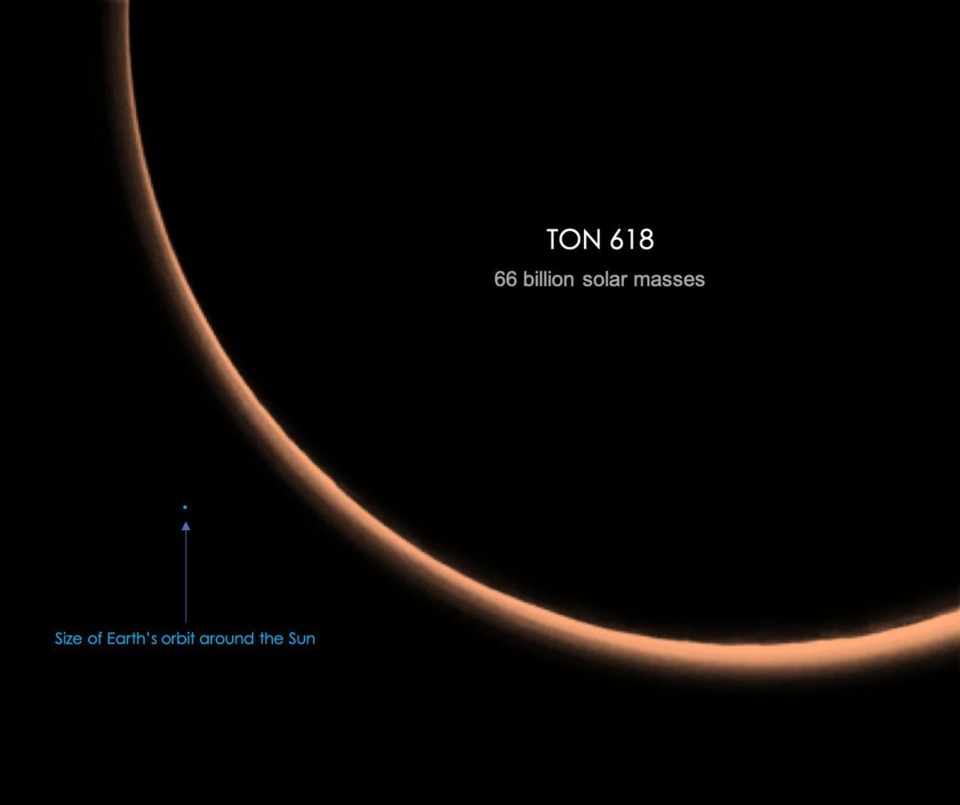 TON 618
66 billion solar masses
Size of Earth's orbit around the Sun